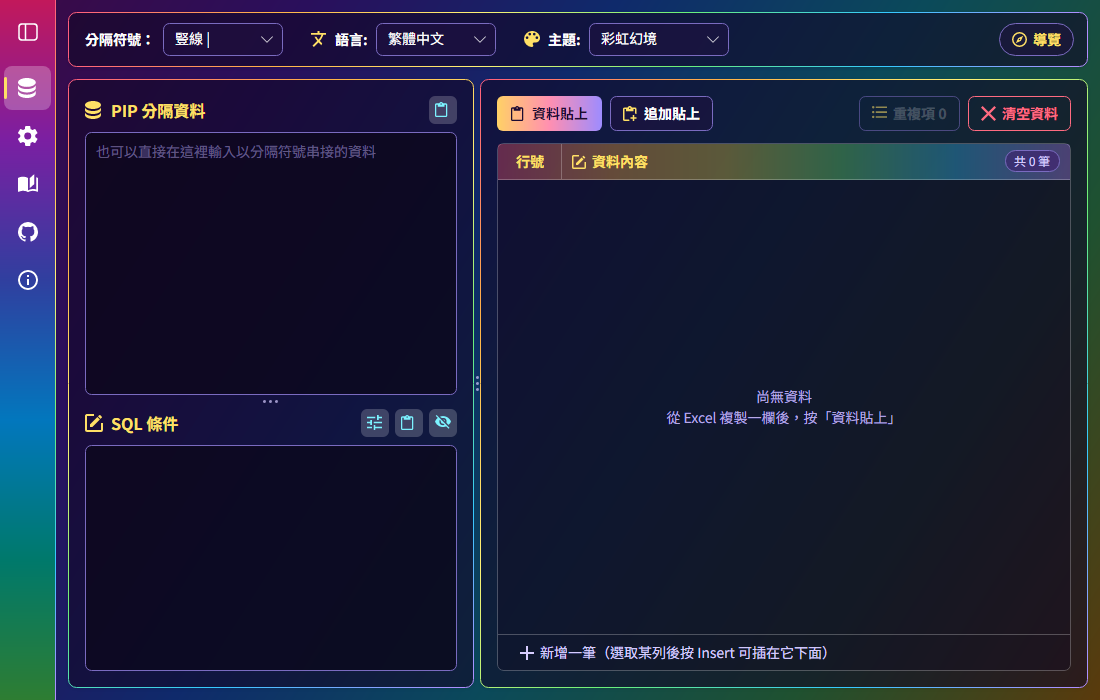 分隔符號： 豎線 | 語言: 繁體中文 主題: 彩虹幻境 導覽
PIP 分隔資料
也可以直接在這裡輸入以分隔符號串接的資料
SQL 條件
資料貼上 追加貼上 重複項 0 清空資料
行號 資料內容 共 0 筆
尚無資料
從 Excel 複製一欄後，按「資料貼上」
新增一筆（選取某列後按 Insert 可插在它下面）